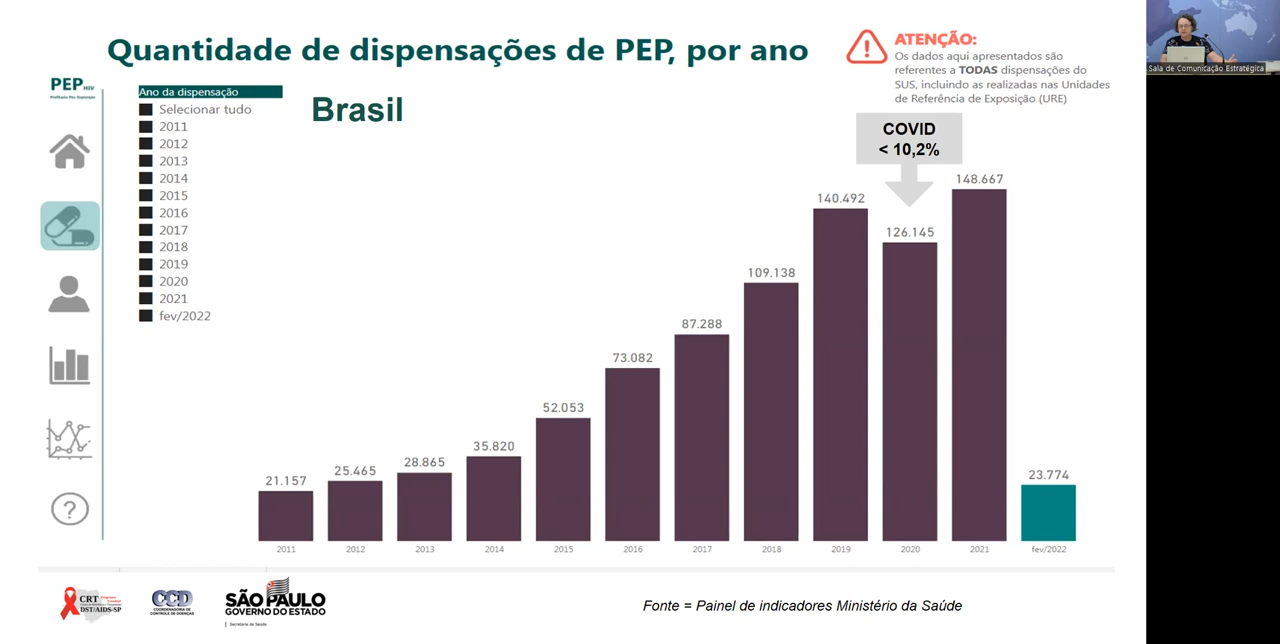 Quantidade de dispensações de PEP, por ano
ATENÇÃO:
Os dados aqui apresentados são
referentes a TODAS dispensações do
SUS, incluindo as realizadas nas Unidades
de Referência de Exposição (URE)
Sala de Comunicação Estratégica
PEP HIV
Profilaxia Pós-Exposição
Ano da dispensação
Selecionar tudo
2011
2012
2013
2014
2015
2016
2017
2018
2019
2020
2021
fev/2022
Brasil
COVID
< 10,2%
21.157
25.465
28.865
35.820
52.053
73.082
87.288
109.138
140.492
126.145
148.667
23.774
2011
2012
2013
2014
2015
2016
2017
2018
2019
2020
2021
fev/2022
?
CRT
DST/AIDS-SP
CCD
COORDENADORIA DE
CONTROLE DE DOENÇAS
SÃO PAULO
GOVERNO DO ESTADO
Secretaria da Saúde
Fonte = Painel de indicadores Ministério da Saúde